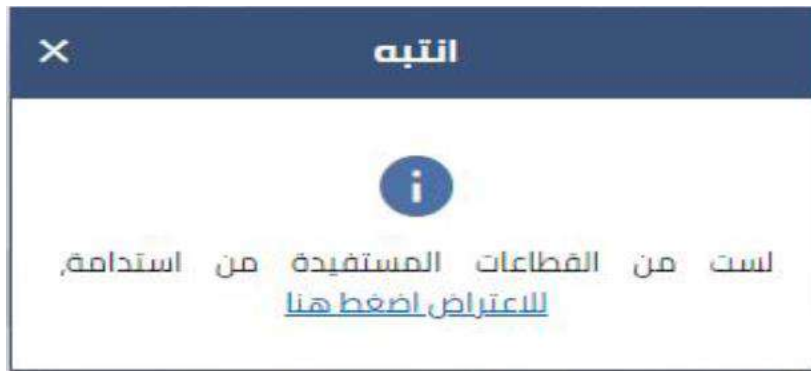 انتبه
لست من القطاعات المستفيدة من استدامة,
للاعتراض اضغط هنا